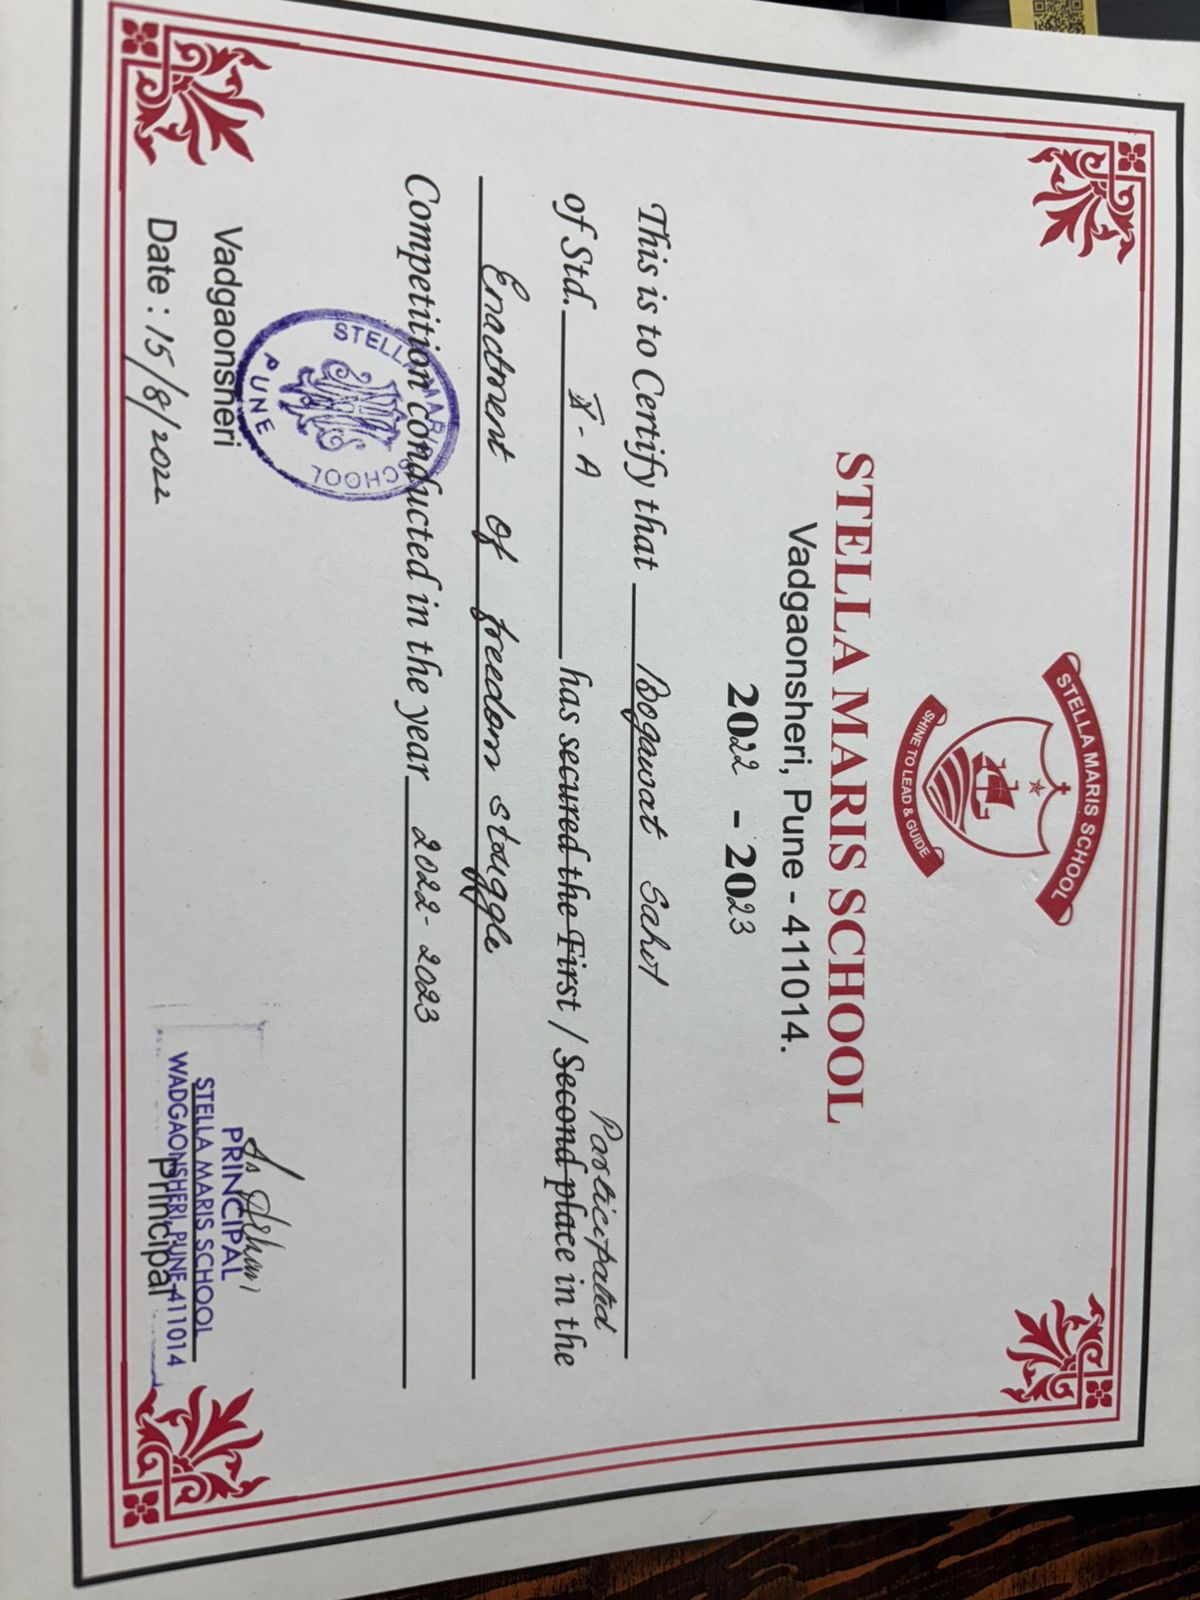 STELLA MARIS SCHOOL
SHINE TO LEAD & GUIDE
STELLA MARIS SCHOOL
Vadgaonsheri, Pune - 411014.
2022 - 2023
This is to Certify that Bogawat Sahil
Participated
of Std. X - A has secured the First / Second place in the
Enactment of freedom stuggle
Competition conducted in the year 2022-2023
STELLA MARIS SCHOOL
PUNE
Vadgaonsheri
Date : 15/8/2022
PRINCIPAL
STELLA MARIS SCHOOL
WADGAONSHERI, PUNE-411014
Principal